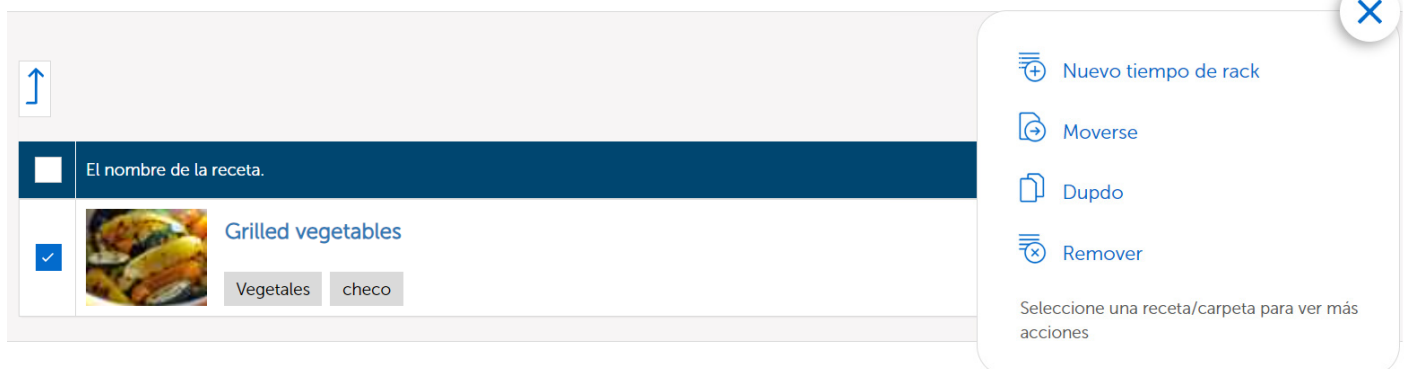 Nuevo tiempo de rack
Moverse
Dupdo
Remover
Seleccione una receta/carpeta para ver más
acciones
El nombre de la receta.
Grilled vegetables
Vegetales checo